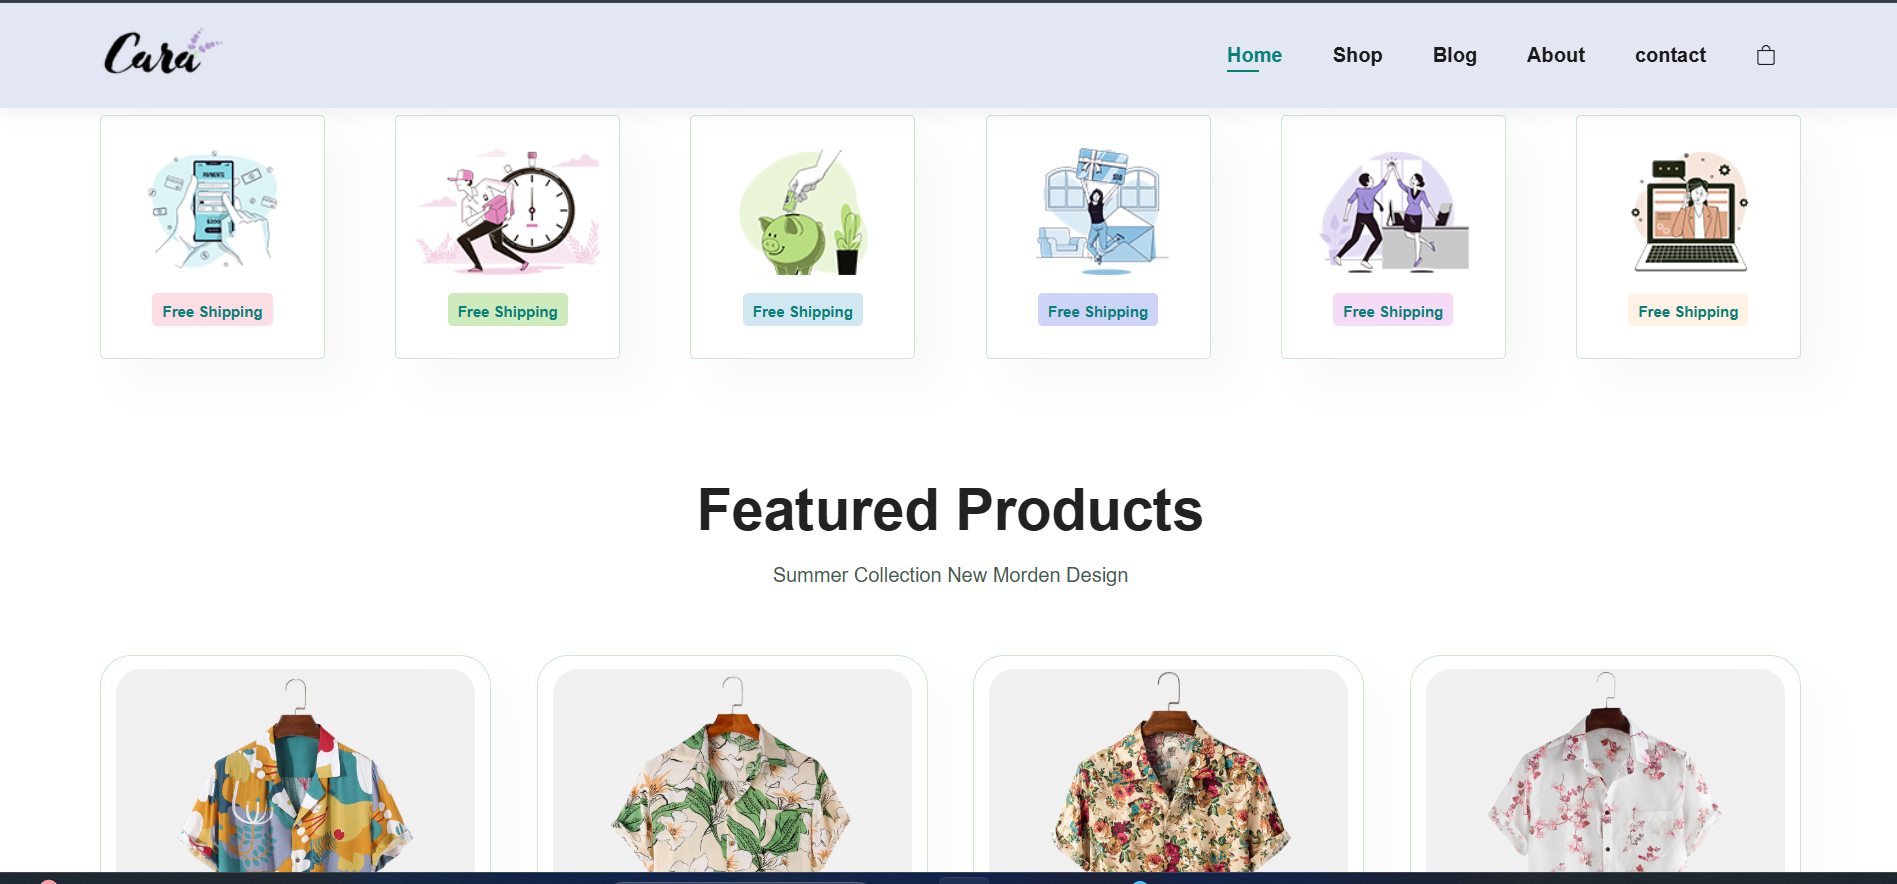 Cara
Home Shop Blog About contact
PAYMENTS
Free Shipping
Free Shipping
Free Shipping
Free Shipping
Free Shipping
Free Shipping
Featured Products
Summer Collection New Morden Design